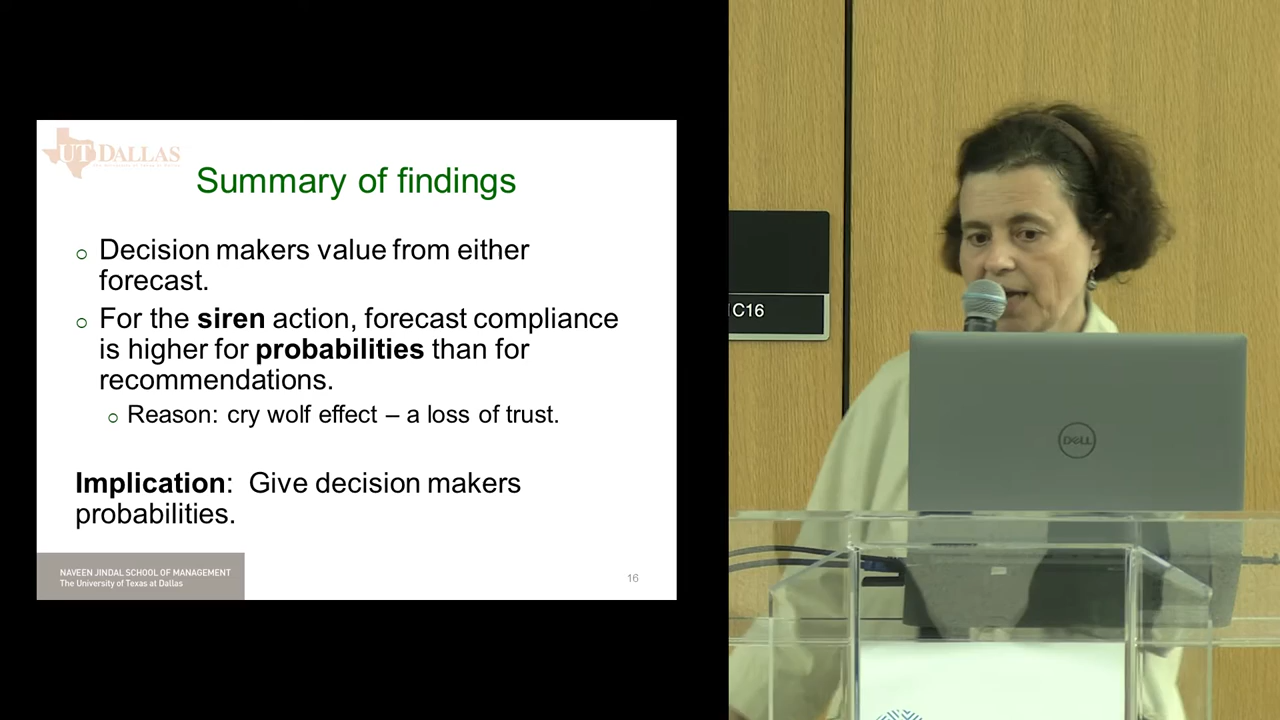 UT DALLAS
Summary of findings
Decision makers value from either
forecast.
For the siren action, forecast compliance
is higher for probabilities than for
recommendations.
Reason: cry wolf effect – a loss of trust.
Implication: Give decision makers
probabilities.
NAVEEN JINDAL SCHOOL OF MANAGEMENT
The University of Texas at Dallas
16
1C16
DELL